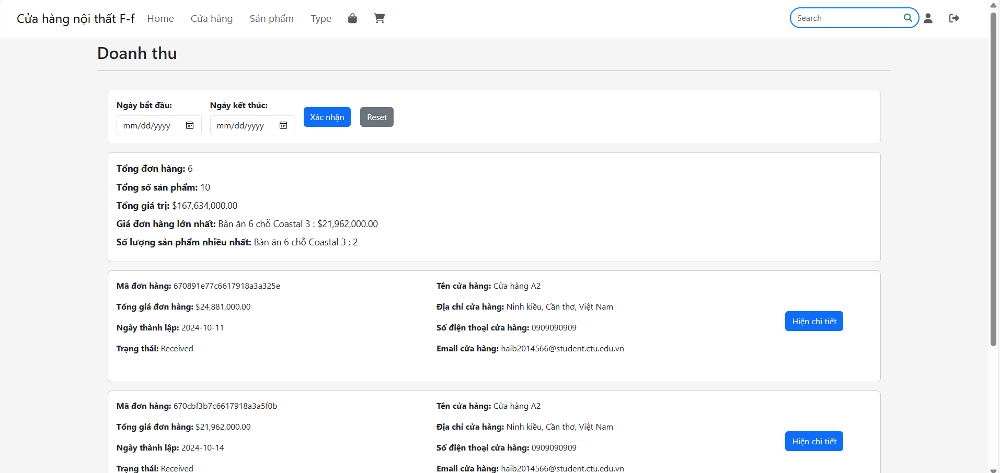 Cửa hàng nội thất F-f Home Cửa hàng Sản phẩm Type Search
Doanh thu
Ngày bắt đầu: Ngày kết thúc:
mm/dd/yyyy mm/dd/yyyy Xác nhận Reset
Tổng đơn hàng: 6
Tổng số sản phẩm: 10
Tổng giá trị: $167,634,000.00
Giá đơn hàng lớn nhất: Bàn ăn 6 chỗ Coastal 3 : $21,962,000.00
Số lượng sản phẩm nhiều nhất: Bàn ăn 6 chỗ Coastal 3 : 2
Mã đơn hàng: 670891e77c6617918a3a325e
Tổng giá đơn hàng: $24,881,000.00
Ngày thành lập: 2024-10-11
Trạng thái: Received
Tên cửa hàng: Cửa hàng A2
Địa chỉ cửa hàng: Ninh kiều, Cần thơ, Việt Nam
Số điện thoại cửa hàng: 0909090909
Email cửa hàng: haib2014566@student.ctu.edu.vn
Hiện chi tiết
Mã đơn hàng: 670cbf3b7c6617918a3a5f0b
Tổng giá đơn hàng: $21,962,000.00
Ngày thành lập: 2024-10-14
Trạng thái: Received
Tên cửa hàng: Cửa hàng A2
Địa chỉ cửa hàng: Ninh kiều, Cần thơ, Việt Nam
Số điện thoại cửa hàng: 0909090909
Email cửa hàng: haib2014566@student.ctu.edu.vn
Hiện chi tiết